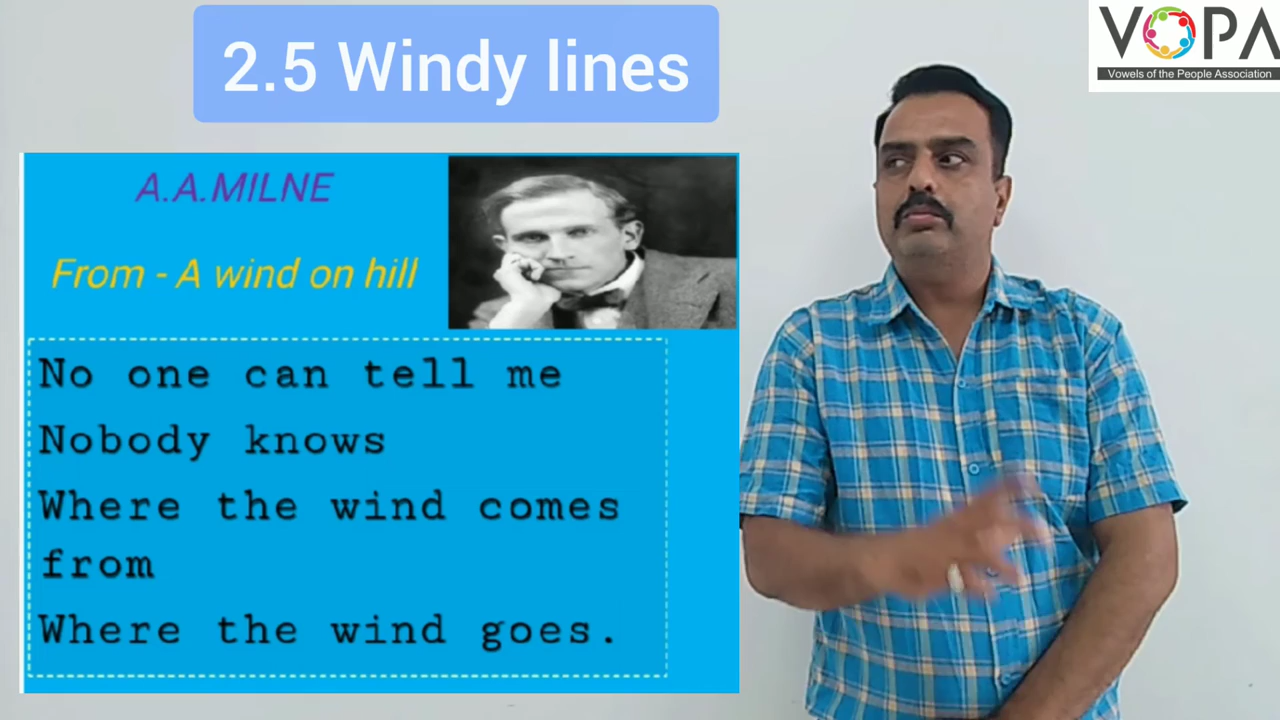 2.5 Windy lines
VOPA
Vowels of the People Association
A.A.MILNE
From - A wind on hill
No one can tell me
Nobody knows
Where the wind comes
from
Where the wind goes.